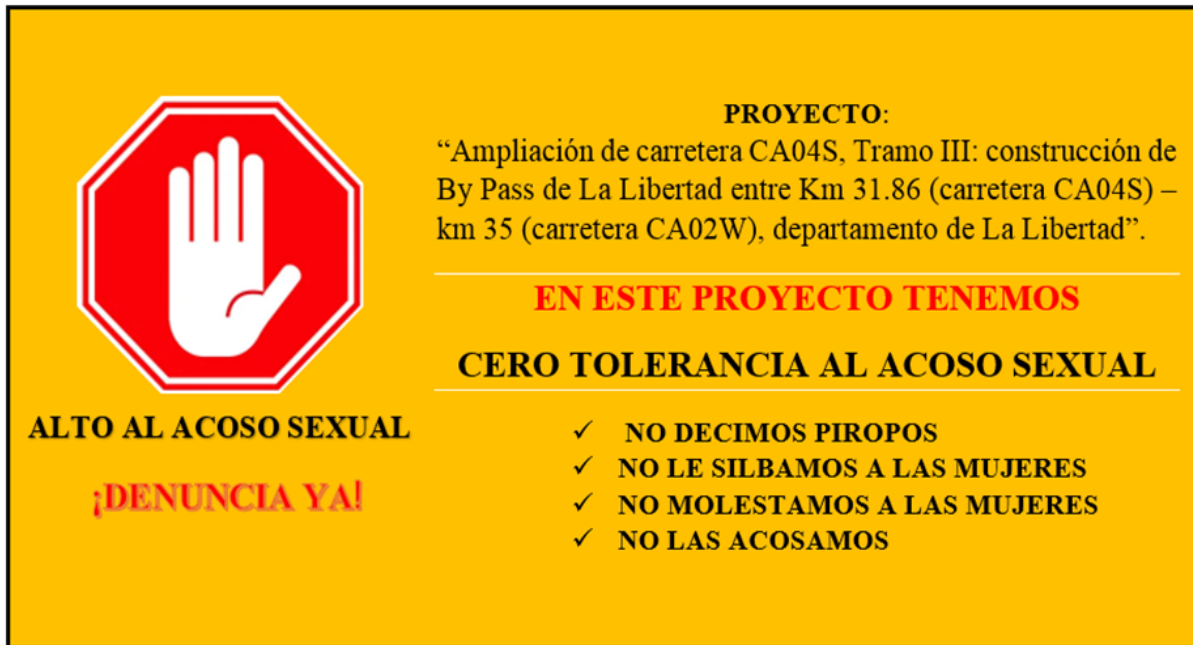 PROYECTO:
“Ampliación de carretera CA04S, Tramo III: construcción de
By Pass de La Libertad entre Km 31.86 (carretera CA04S) –
km 35 (carretera CA02W), departamento de La Libertad”.
EN ESTE PROYECTO TENEMOS
CERO TOLERANCIA AL ACOSO SEXUAL
ALTO AL ACOSO SEXUAL
¡DENUNCIA YA!
✓ NO DECIMOS PIROPOS
✓ NO LE SILBAMOS A LAS MUJERES
✓ NO MOLESTAMOS A LAS MUJERES
✓ NO LAS ACOSAMOS